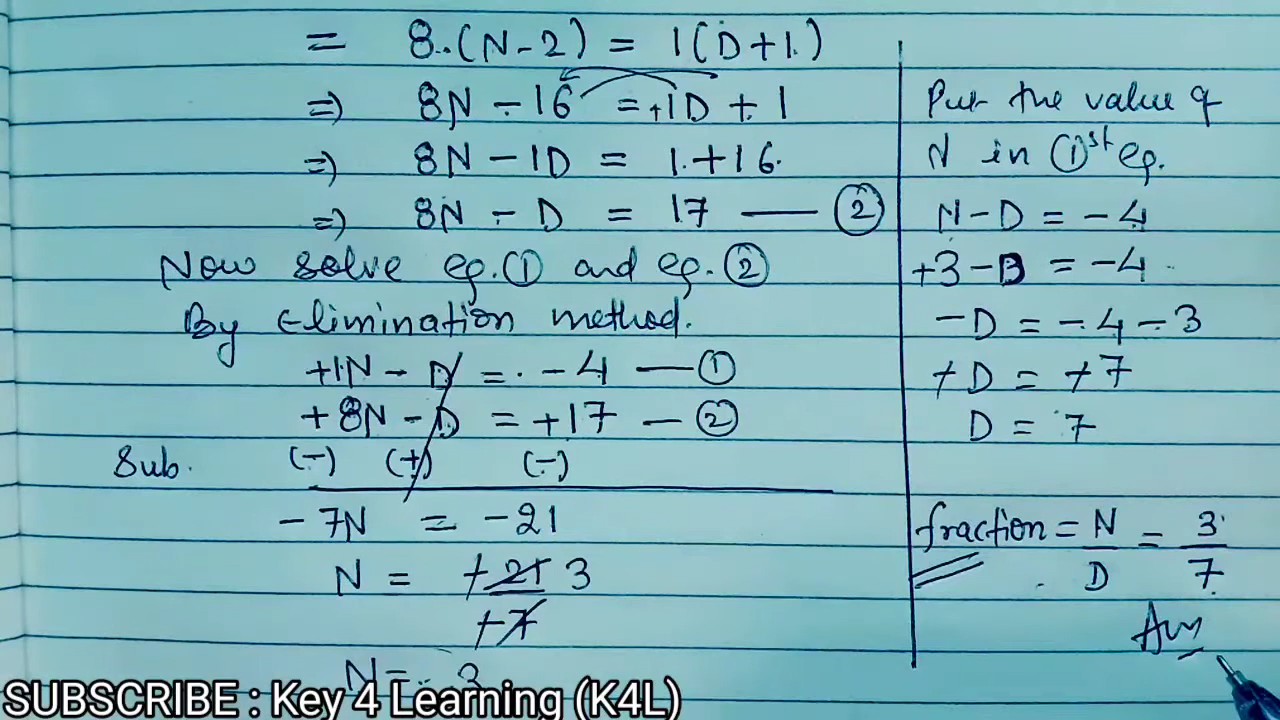 = 8.(N-2) = 1(D+1)
⇒) 8N - 16 = +1D + 1
⇒) 8N - 1D = 1 + 16
⇒) 8N - D = 17 — ②
Now solve eq.① and eq.②
By Elimination method.
+1N - D = -4 — ①
+8N - D = +17 — ②
Sub. (-) (+) (-)
-7N = -21
N = +21 3
+7
N = 3
Put the value of
N in ①st eq.
N - D = -4
+3 - D = -4
-D = -4 - 3
+D = +7
D = 7
fraction = N/D = 3/7
Ans
SUBSCRIBE : Key 4 Learning (K4L)